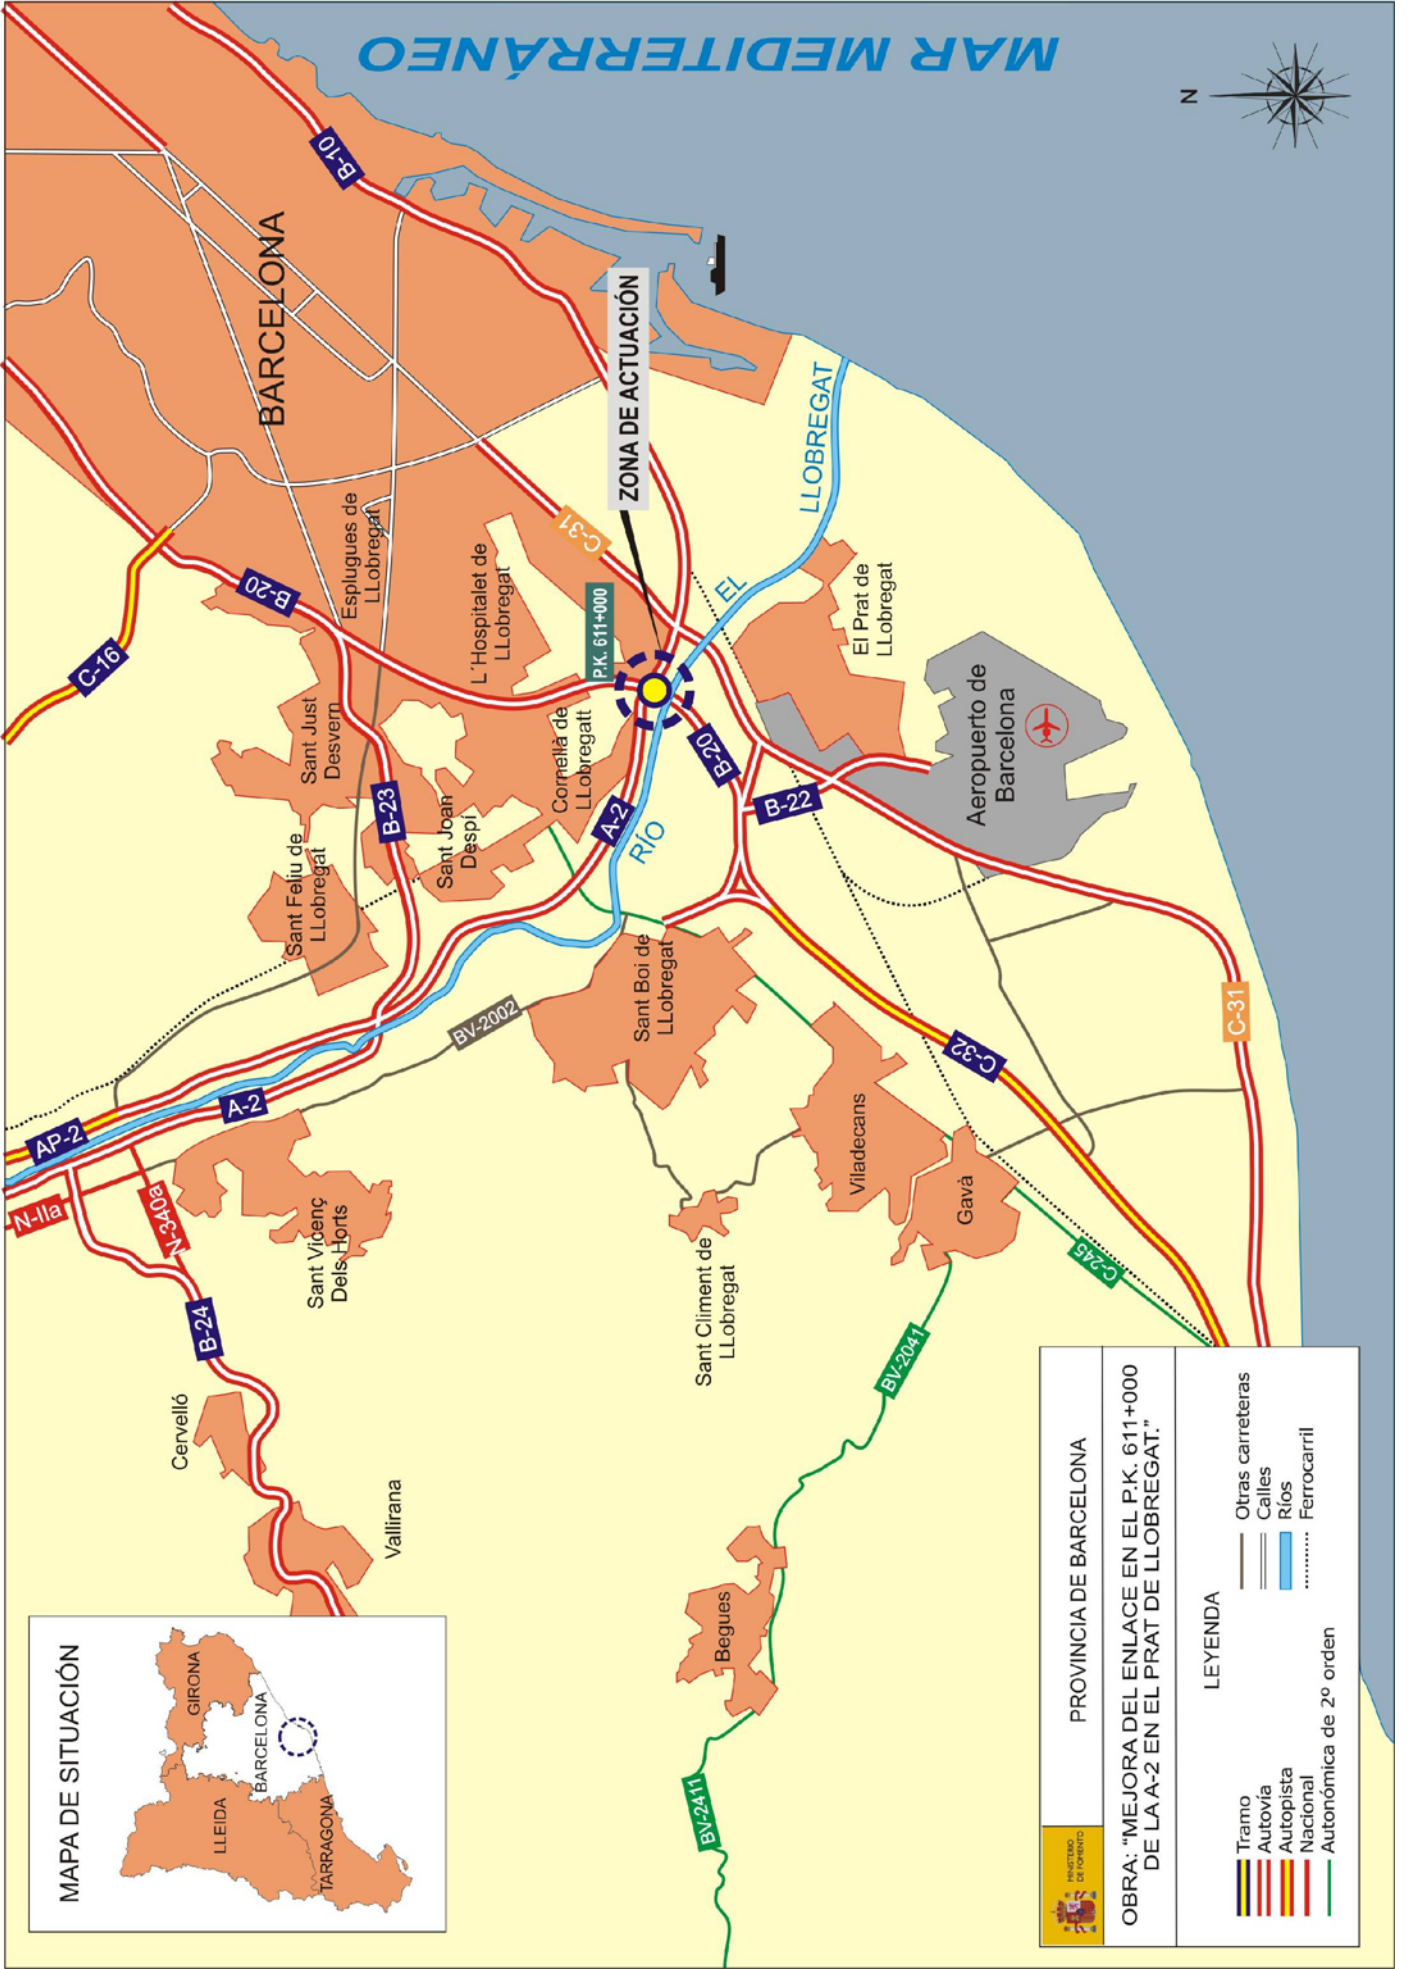 MAPA DE SITUACIÓN
GIRONA
LLEIDA
BARCELONA
TARRAGONA
MAR MEDITERRÁNEO
N
BARCELONA
B-10
C-16
B-20
Esplugues de
LLobregat
C-31
L´Hospitalet de
LLobregat
ZONA DE ACTUACIÓN
P.K. 611+000
Sant Just
Desvern
B-23
Sant Joan
Despí
Cornellà de
LLobregatt
Sant Feliu de
LLobregat
A-2
RÍO
EL
LLOBREGAT
El Prat de
LLobregat
B-20
B-22
Aeropuerto de
Barcelona
AP-2
A-2
N-IIa
N-340a
B-24
BV-2002
Sant Boi de
LLobregat
Sant Vicenç
Dels Horts
Cervelló
Vallirana
Sant Climent de
LLobregat
Viladecans
Gavà
C-32
C-31
C-245
BV-2041
Begues
BV-2411
MINISTERIO
DE FOMENTO
PROVINCIA DE BARCELONA
OBRA: “MEJORA DEL ENLACE EN EL P.K. 611+000
DE LA A-2 EN EL PRAT DE LLOBREGAT.”
LEYENDA
Tramo
Autovía
Autopista
Nacional
Autonómica de 2º orden
Otras carreteras
Calles
Ríos
Ferrocarril